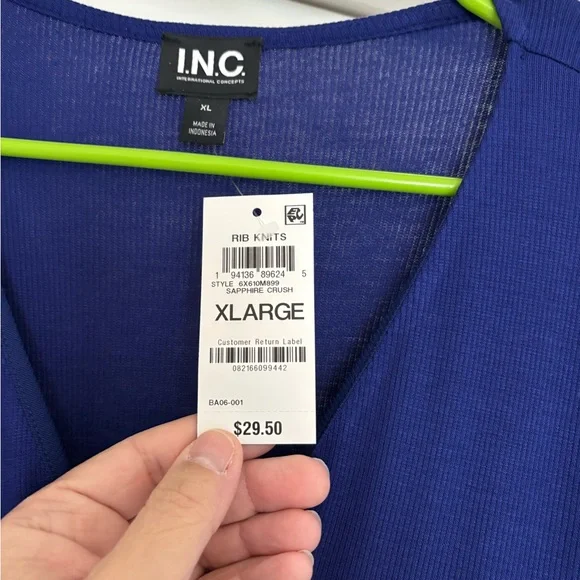 I.N.C.
INTERNATIONAL CONCEPTS
XL
MADE IN
INDONESIA
RIB KNITS
1 94136 89624 5
STYLE 6X610M899
SAPPHIRE CRUSH
XLARGE
Customer Return Label
082166099442
BA06-001
$29.50